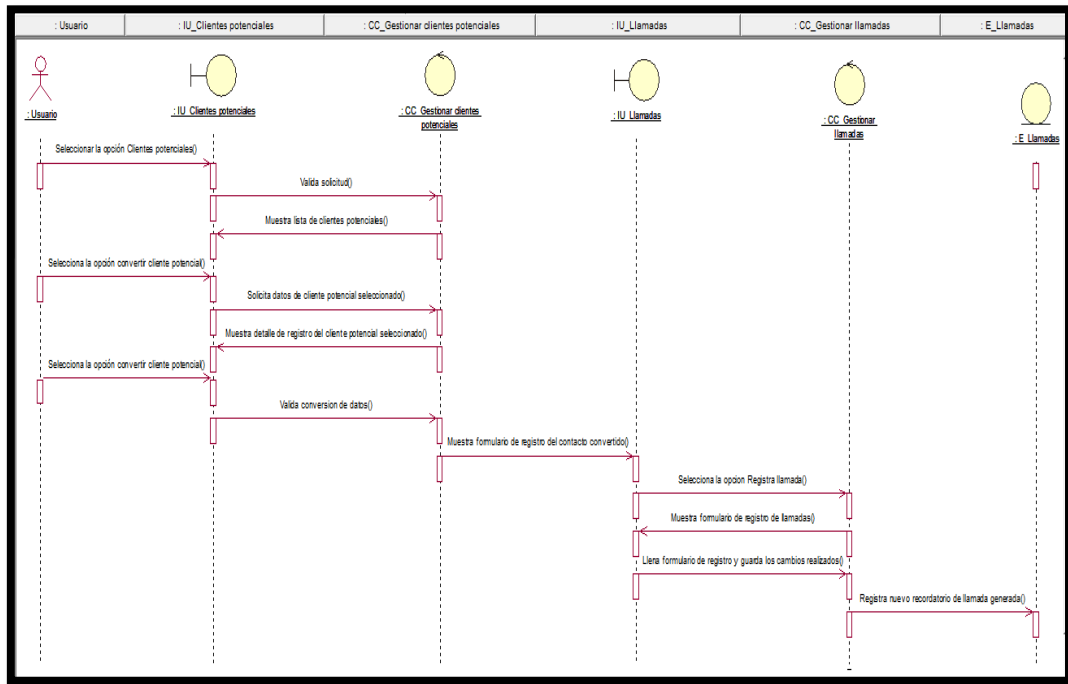 : Usuario
: IU_Clientes potenciales
: CC_Gestionar clientes potenciales
: IU_Llamadas
: CC_Gestionar llamadas
: E_Llamadas
: Usuario
: IU_Clientes potenciales
: CC_Gestionar clientes
potenciales
: IU_Llamadas
: CC_Gestionar
llamadas
: E_Llamadas
Seleccionar la opción Clientes potenciales()
Valida solicitud()
Muestra lista de clientes potenciales()
Selecciona la opción convertir cliente potencial()
Solicita datos de cliente potencial seleccionado()
Muestra detalle de registro del cliente potencial seleccionado()
Selecciona la opción convertir cliente potencial()
Valida conversion de datos()
Muestra formulario de registro del contacto convertido()
Selecciona la opcion Registra llamada()
Muestra formulario de registro de llamadas()
Llena formulario de registro y guarda los cambios realizados()
Registra nuevo recordatorio de llamada generada()